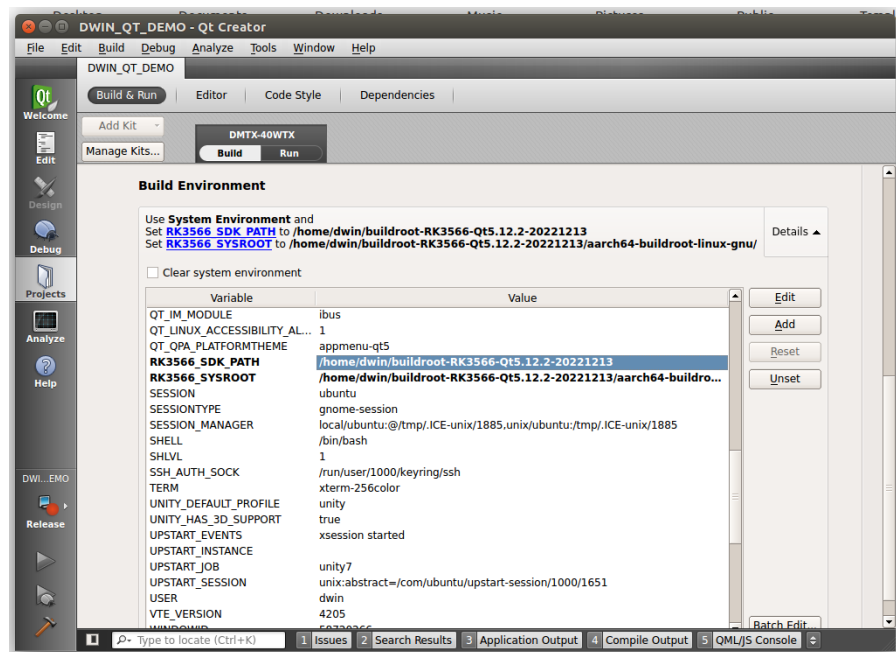 DWIN_QT_DEMO - Qt Creator
File Edit Build Debug Analyze Tools Window Help
DWIN_QT_DEMO
Build & Run Editor Code Style Dependencies
Qt
Welcome
Edit
Design
Debug
Projects
Analyze
Help
DWI...EMO
Release
Add Kit
Manage Kits...
DMTX-40WTX
Build Run
Build Environment
Use System Environment and
Set RK3566_SDK_PATH to /home/dwin/buildroot-RK3566-Qt5.12.2-20221213
Set RK3566_SYSROOT to /home/dwin/buildroot-RK3566-Qt5.12.2-20221213/aarch64-buildroot-linux-gnu/
Details
Clear system environment
Variable Value
QT_IM_MODULE ibus
QT_LINUX_ACCESSIBILITY_AL... 1
QT_QPA_PLATFORMTHEME appmenu-qt5
RK3566_SDK_PATH /home/dwin/buildroot-RK3566-Qt5.12.2-20221213
RK3566_SYSROOT /home/dwin/buildroot-RK3566-Qt5.12.2-20221213/aarch64-buildro...
SESSION ubuntu
SESSIONTYPE gnome-session
SESSION_MANAGER local/ubuntu:@/tmp/.ICE-unix/1885,unix/ubuntu:/tmp/.ICE-unix/1885
SHELL /bin/bash
SHLVL 1
SSH_AUTH_SOCK /run/user/1000/keyring/ssh
TERM xterm-256color
UNITY_DEFAULT_PROFILE unity
UNITY_HAS_3D_SUPPORT true
UPSTART_EVENTS xsession started
UPSTART_INSTANCE
UPSTART_JOB unity7
UPSTART_SESSION unix:abstract=/com/ubuntu/upstart-session/1000/1651
USER dwin
VTE_VERSION 4205
Edit
Add
Reset
Unset
Batch Edit...
Type to locate (Ctrl+K) 1 Issues 2 Search Results 3 Application Output 4 Compile Output 5 QML/JS Console